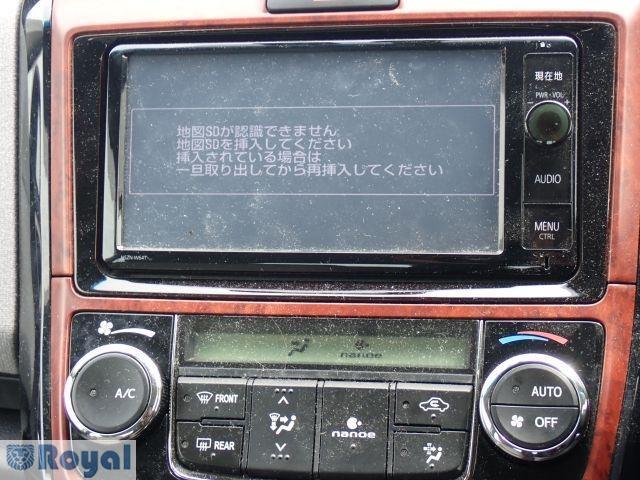 現在地
PWR・VOL
地図SDが認識できません
地図SDを挿入してください
挿入されている場合は
一旦取り出してから再挿入してください
AUDIO
MENU
CTRL
NSZN-W64T
nanoe
A/C
FRONT
REAR
nanoe
AUTO
OFF
Royal